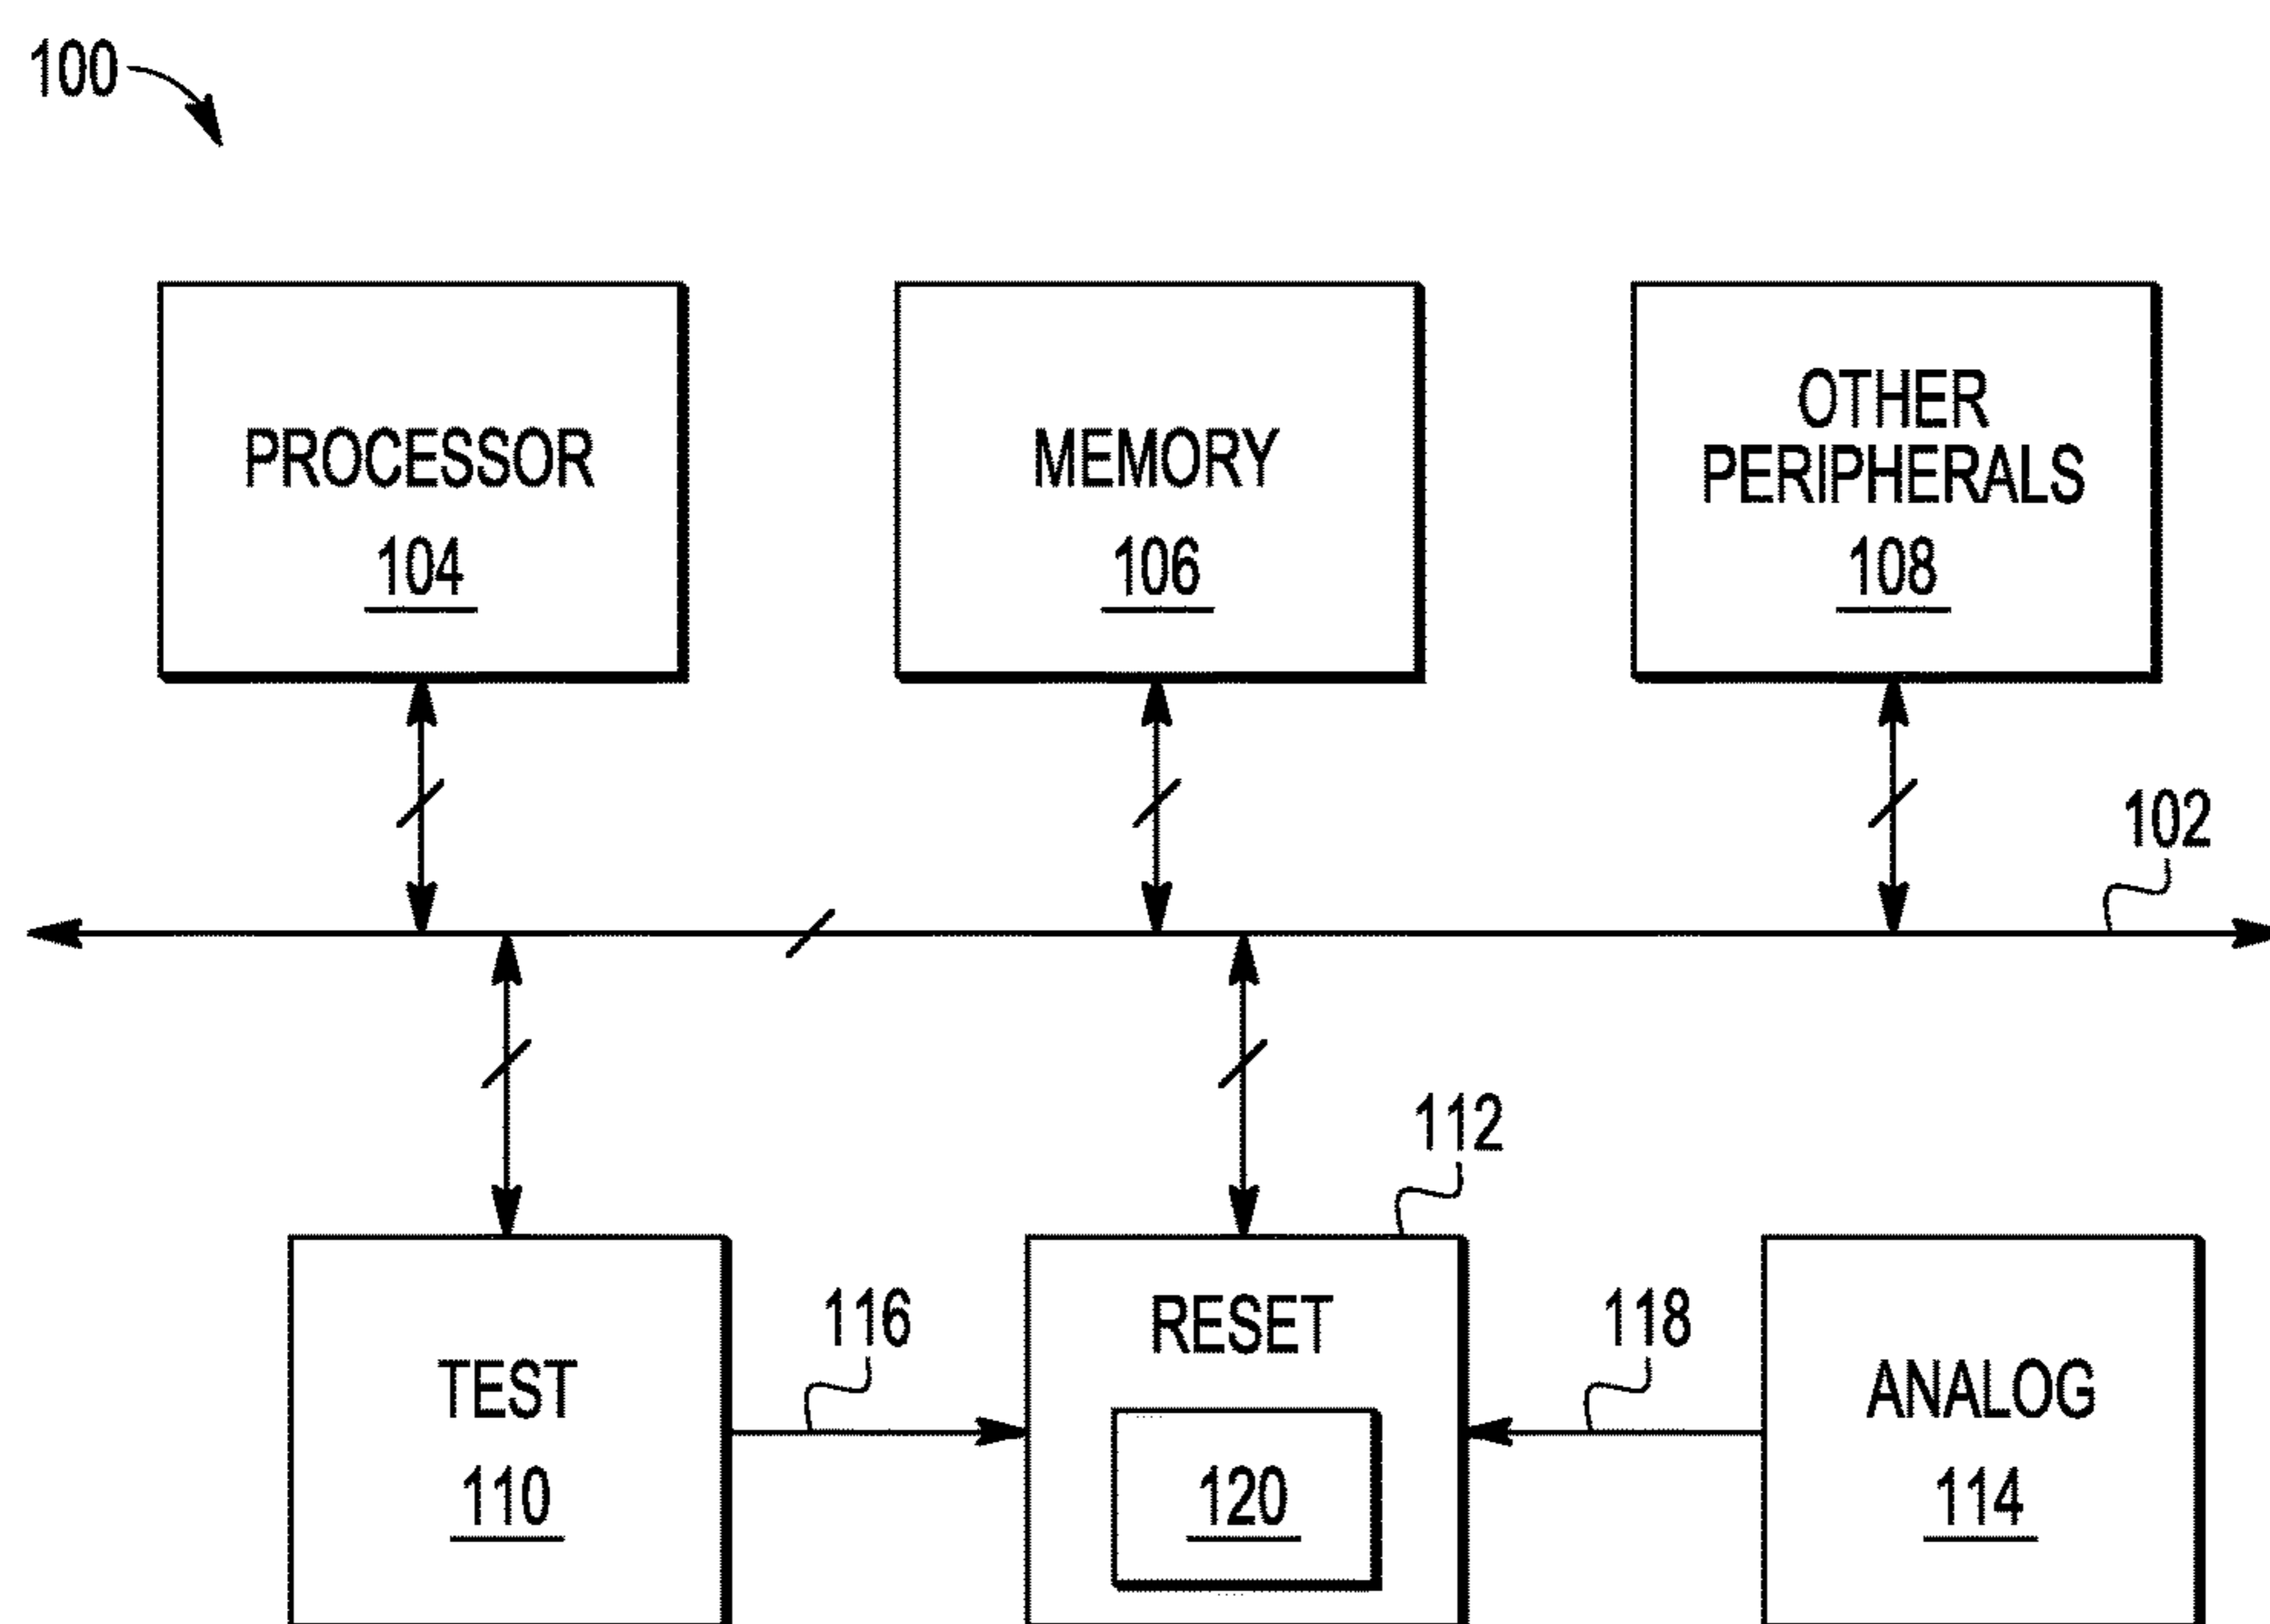 100
PROCESSOR
104
MEMORY
106
OTHER
PERIPHERALS
108
102
112
TEST
110
116
RESET
120
118
ANALOG
114